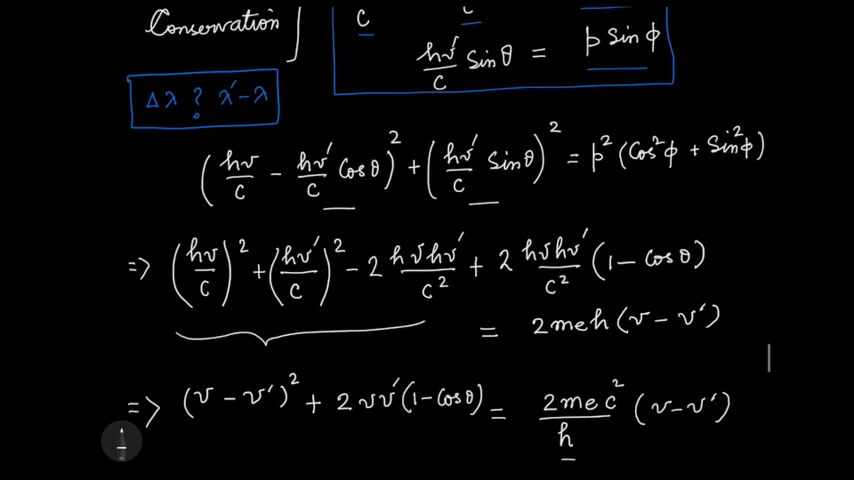 Conservation] C C
hν'/C Sinθ = p Sin ϕ
Δλ ? λ'-λ
(hν/C - hν'/C Cosθ)² + (hν'/C Sinθ)² = p² (Cos²ϕ + Sin²ϕ)
=> (hν/C)² + (hν'/C)² - 2 hνhν'/C² + 2 hνhν'/C² (1 - cosθ)
= 2meh(ν - ν')
=> (ν - ν')² + 2νν'(1-Cosθ) = 2mec²/h (ν-ν')